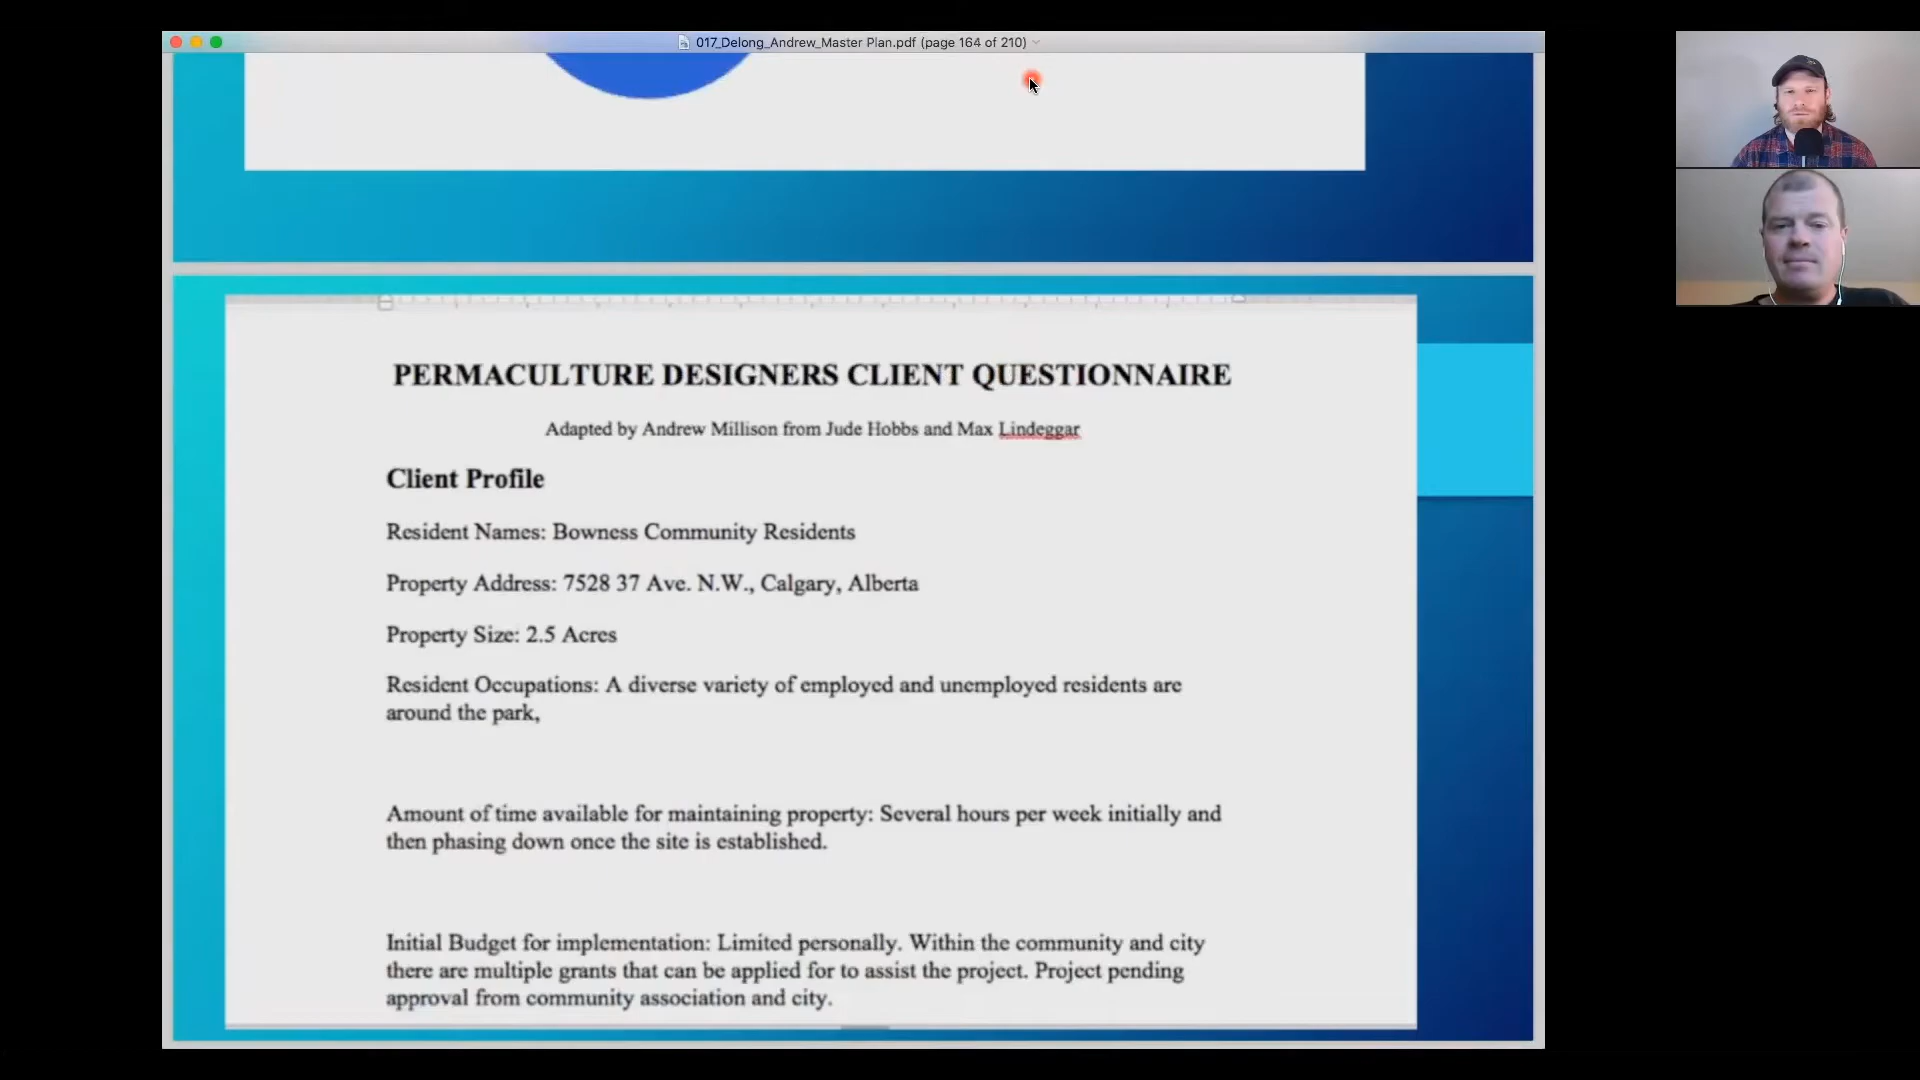 017_Delong_Andrew_Master Plan.pdf (page 164 of 210)
PERMACULTURE DESIGNERS CLIENT QUESTIONNAIRE
Adapted by Andrew Millison from Jude Hobbs and Max Lindeggar
Client Profile
Resident Names: Bowness Community Residents
Property Address: 7528 37 Ave. N.W., Calgary, Alberta
Property Size: 2.5 Acres
Resident Occupations: A diverse variety of employed and unemployed residents are
around the park,
Amount of time available for maintaining property: Several hours per week initially and
then phasing down once the site is established.
Initial Budget for implementation: Limited personally. Within the community and city
there are multiple grants that can be applied for to assist the project. Project pending
approval from community association and city.